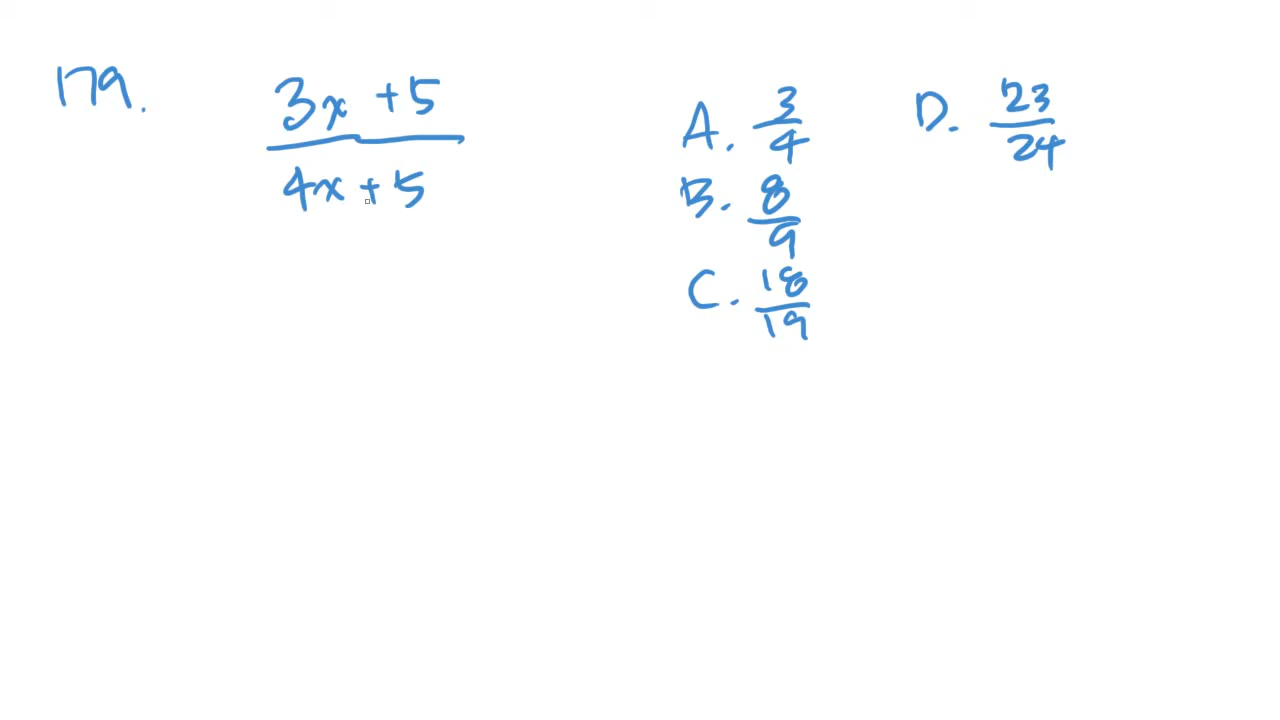 179.
3x + 5
4x + 5
A. 3/4
B. 8/9
C. 18/19
D. 23/24